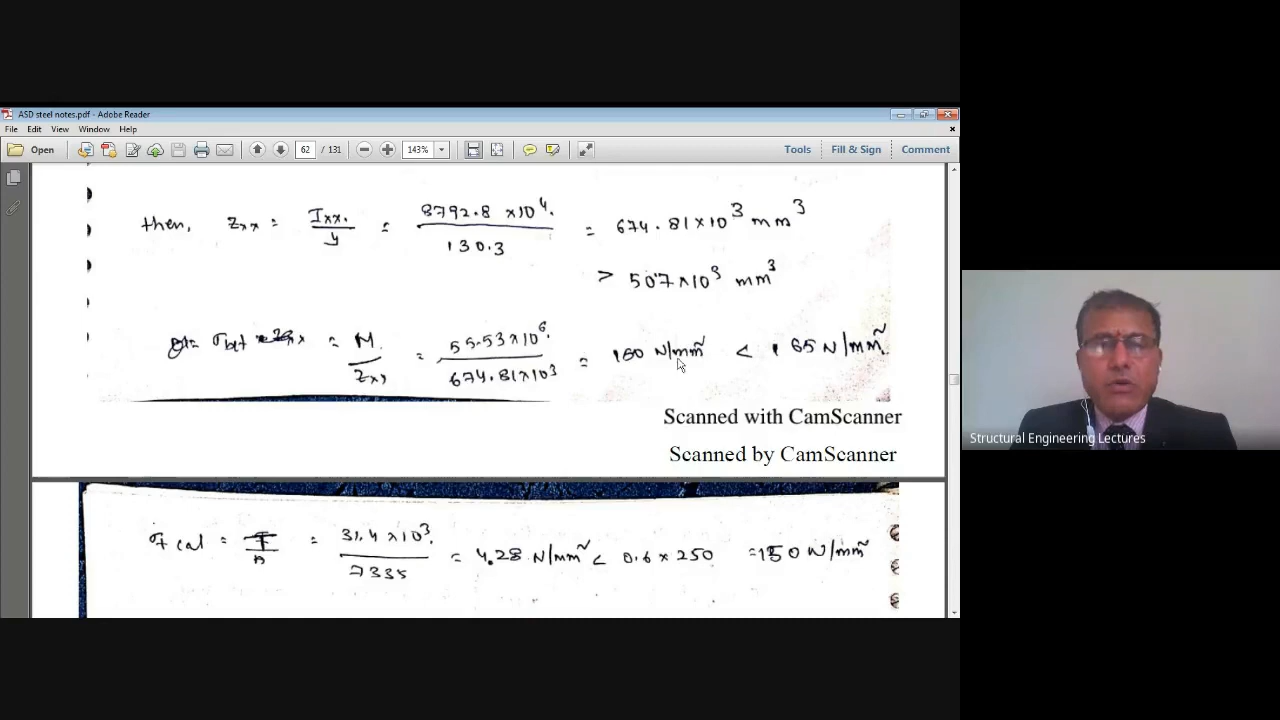 ASD steel notes.pdf - Adobe Reader
File Edit View Window Help
Open 62 / 131 143% Tools Fill & Sign Comment
then, Zxx = Ixx. / y = 8792.8 ×10⁴. / 130.3 = 674.81×10³ mm³
> 507×10³ mm³
σbt = M. / Zxx = 55.53×10⁶. / 674.81×10³ = N/mm² < 165 N/mm²
Scanned with CamScanner
Scanned by CamScanner
σt cal = T / A = 31.4 ×10³. / 7335 = 4.28 N/mm² < 0.6 × 250 = 150 N/mm²
Structural Engineering Lectures